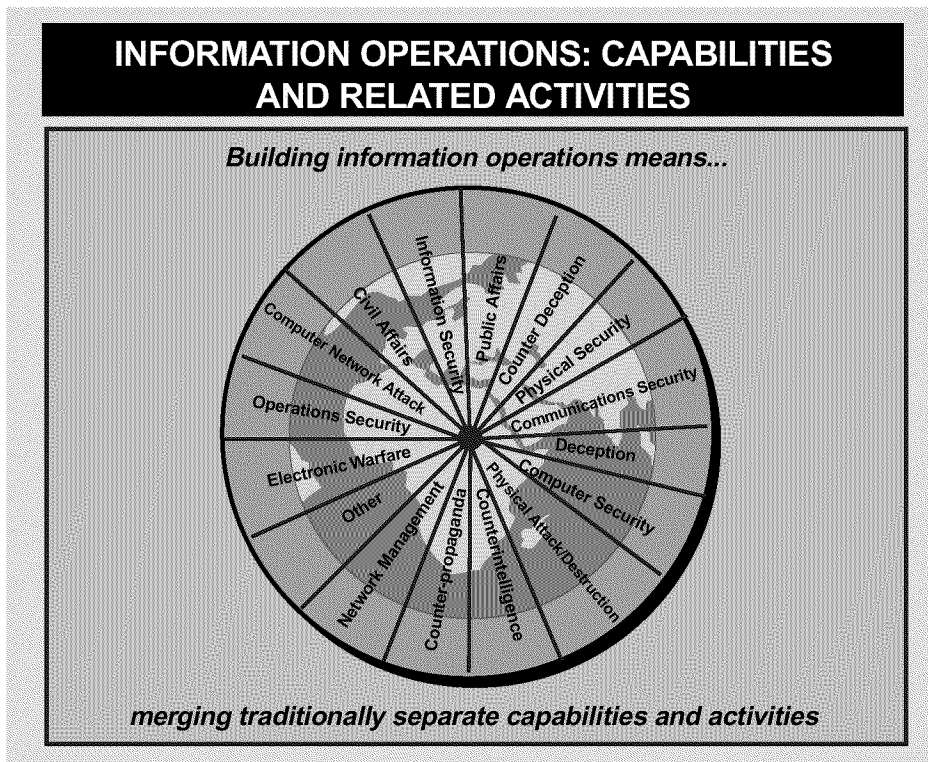 INFORMATION OPERATIONS: CAPABILITIES
AND RELATED ACTIVITIES
Building information operations means...
Public Affairs
Counter Deception
Physical Security
Communications Security
Deception
Computer Security
Physical Attack/Destruction
Counterintelligence
Counter-propaganda
Network Management
Other
Electronic Warfare
Operations Security
Computer Network Attack
Civil Affairs
Information Security
merging traditionally separate capabilities and activities